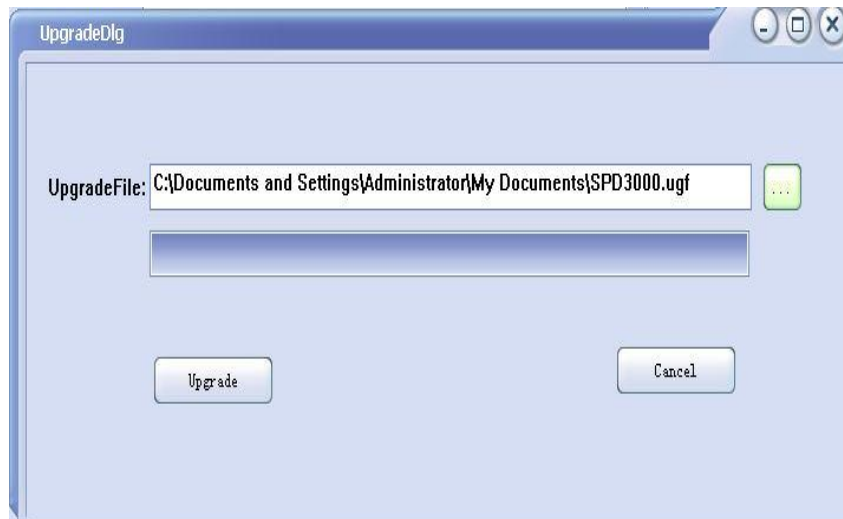 UpgradeDlg
UpgradeFile: C:\Documents and Settings\Administrator\My Documents\SPD3000.ugf ...
Upgrade
Cancel